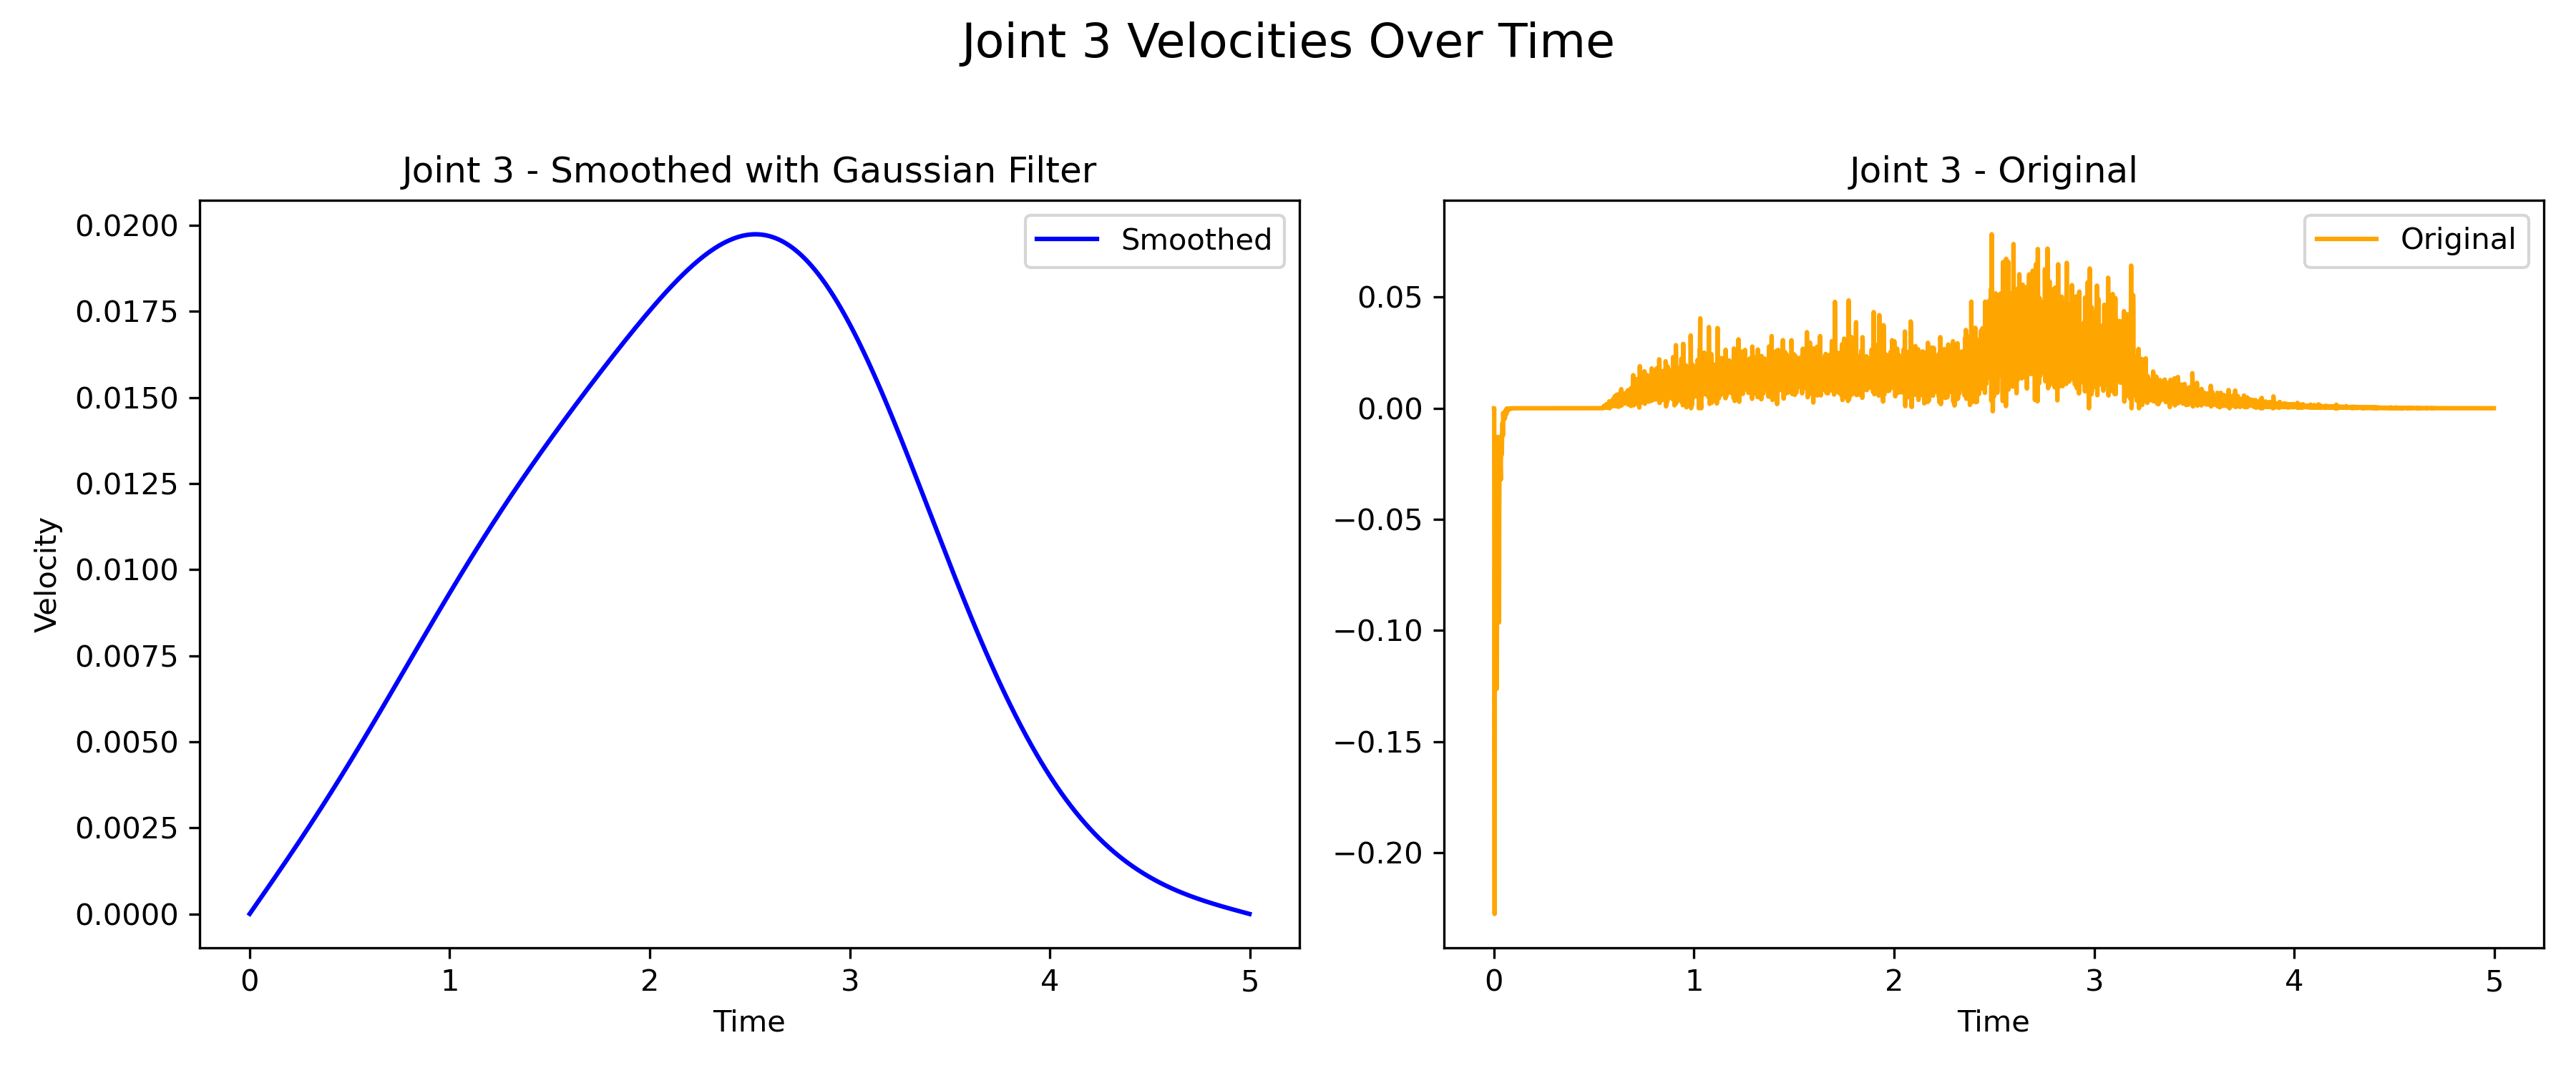 Joint 3 Velocities Over Time
Joint 3 - Smoothed with Gaussian Filter
Smoothed
Velocity
0.0200
0.0175
0.0150
0.0125
0.0100
0.0075
0.0050
0.0025
0.0000
0 1 2 3 4 5
Time
Joint 3 - Original
Original
0.05
0.00
−0.05
−0.10
−0.15
−0.20
0 1 2 3 4 5
Time